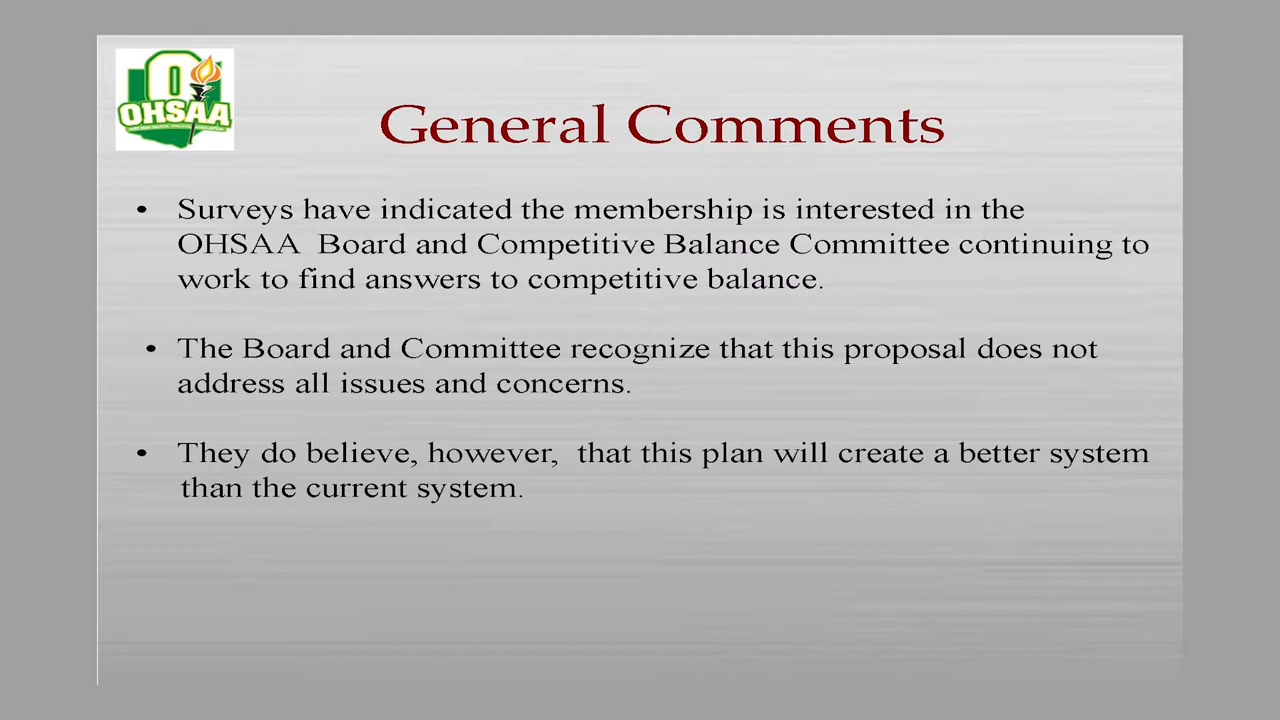 OHSAA
General Comments
• Surveys have indicated the membership is interested in the
OHSAA Board and Competitive Balance Committee continuing to
work to find answers to competitive balance.
• The Board and Committee recognize that this proposal does not
address all issues and concerns.
• They do believe, however, that this plan will create a better system
than the current system.